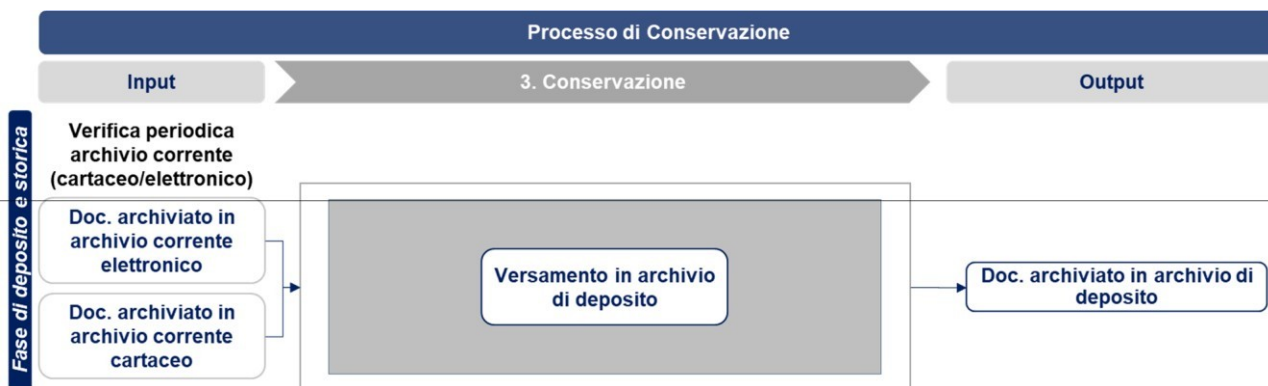 Processo di Conservazione
Input
3. Conservazione
Output
Fase di deposito e storica
Verifica periodica
archivio corrente
(cartaceo/elettronico)
Doc. archiviato in
archivio corrente
elettronico
Doc. archiviato in
archivio corrente
cartaceo
Versamento in archivio
di deposito
Doc. archiviato in archivio di
deposito